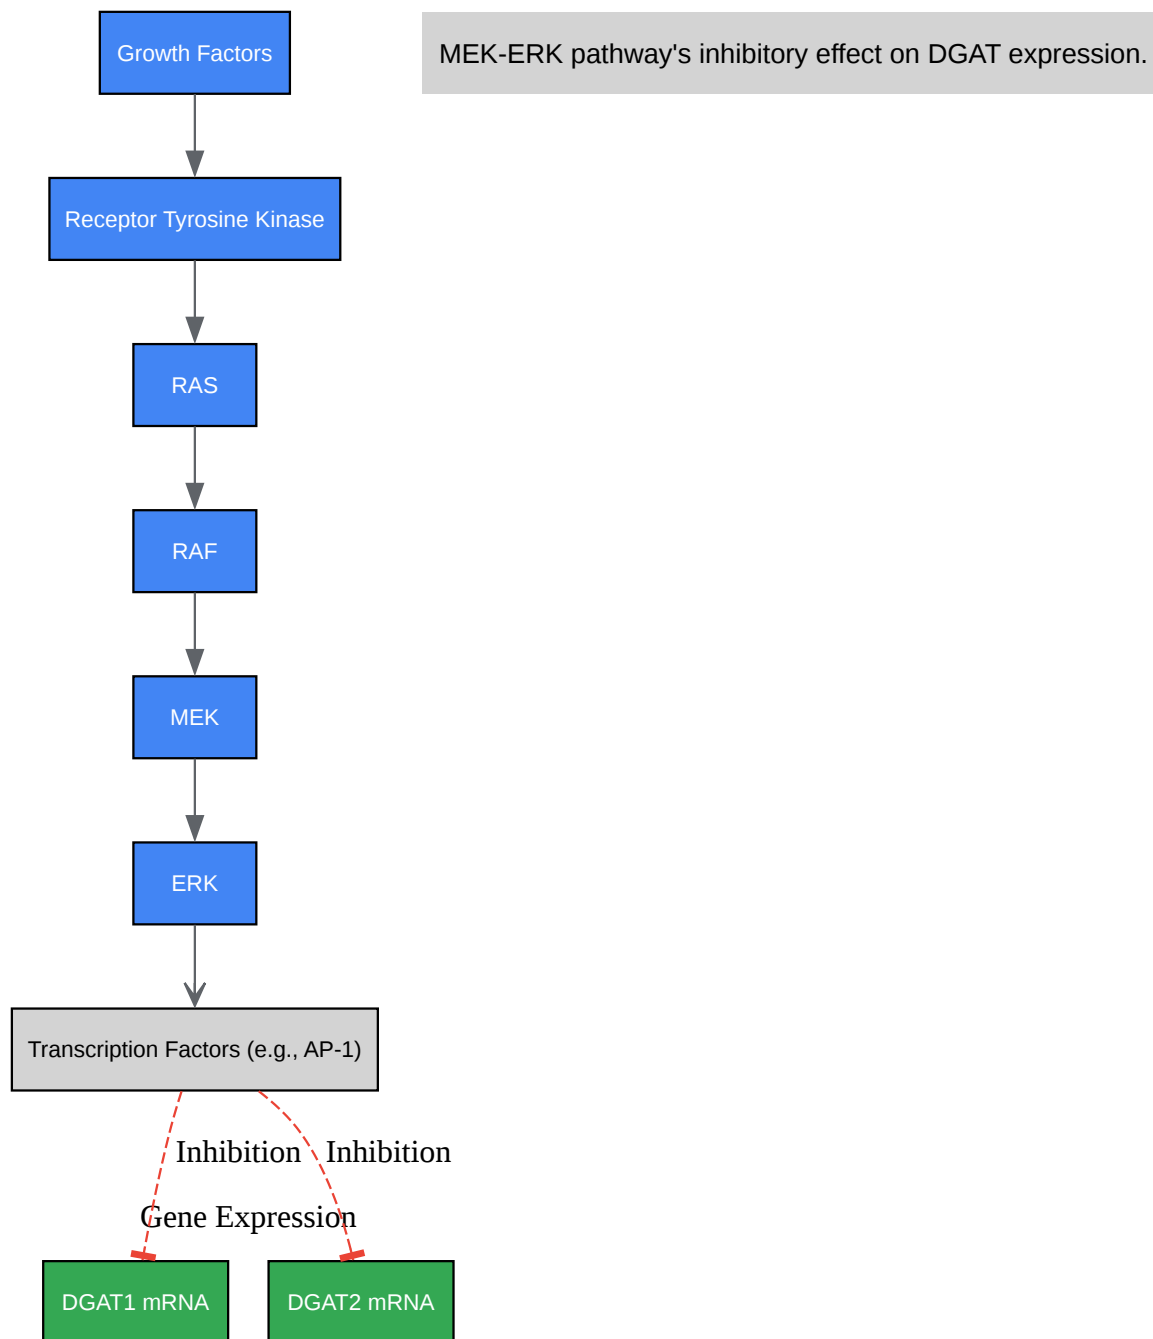 Growth Factors
MEK-ERK pathway's inhibitory effect on DGAT expression.
Receptor Tyrosine Kinase
RAS
RAF
MEK
ERK
Transcription Factors (e.g., AP-1)
Inhibition
Inhibition
Gene Expression
DGAT1 mRNA
DGAT2 mRNA